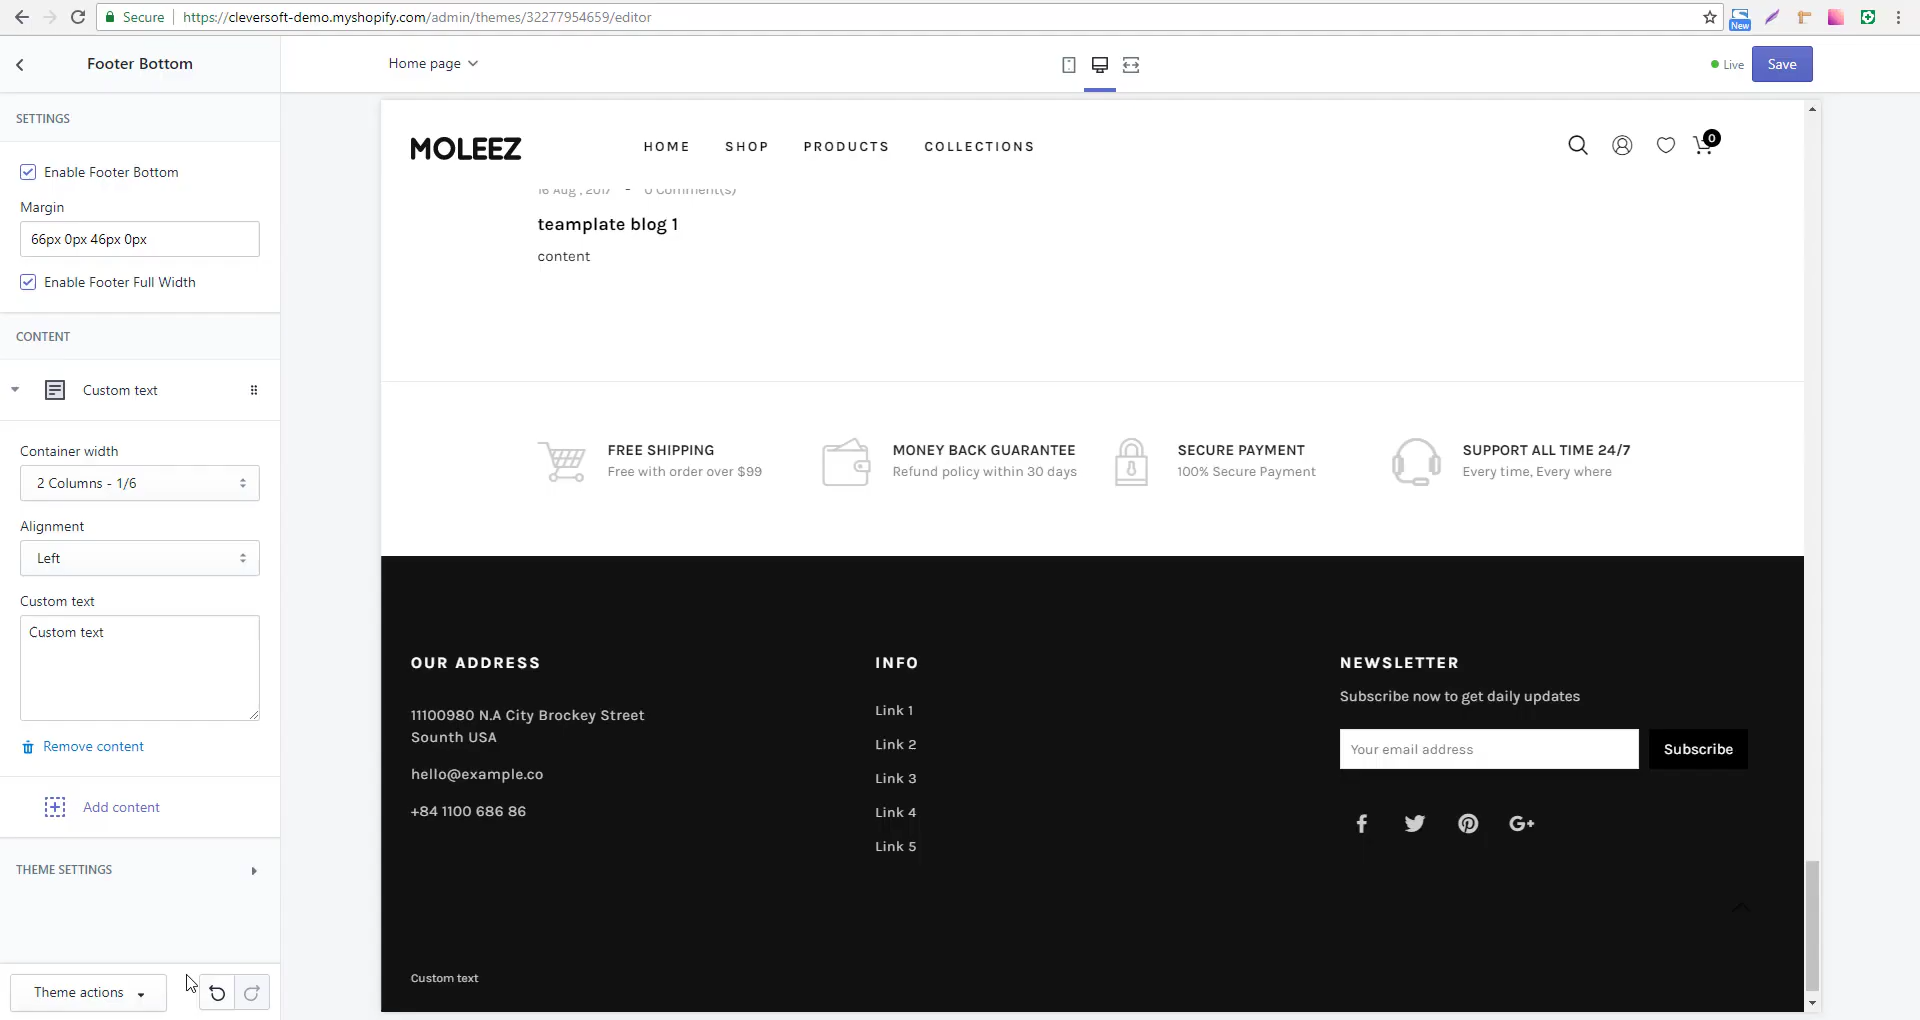 Secure
https://cleversoft-demo.myshopify.com/admin/themes/32277954659/editor
New
Footer Bottom
Home page
Live
Save
SETTINGS
Enable Footer Bottom
Margin
66px 0px 46px 0px
Enable Footer Full Width
CONTENT
Custom text
Container width
2 Columns - 1/6
Alignment
Left
Custom text
Custom text
Remove content
Add content
THEME SETTINGS
Theme actions
MOLEEZ
HOME SHOP PRODUCTS COLLECTIONS
0
16 Aug , 2017 - 0 Comment(s)
teamplate blog 1
content
FREE SHIPPING
Free with order over $99
MONEY BACK GUARANTEE
Refund policy within 30 days
SECURE PAYMENT
100% Secure Payment
SUPPORT ALL TIME 24/7
Every time, Every where
OUR ADDRESS
11100980 N.A City Brockey Street
Sounth USA
hello@example.co
+84 1100 686 86
INFO
Link 1
Link 2
Link 3
Link 4
Link 5
NEWSLETTER
Subscribe now to get daily updates
Your email address
Subscribe
Custom text